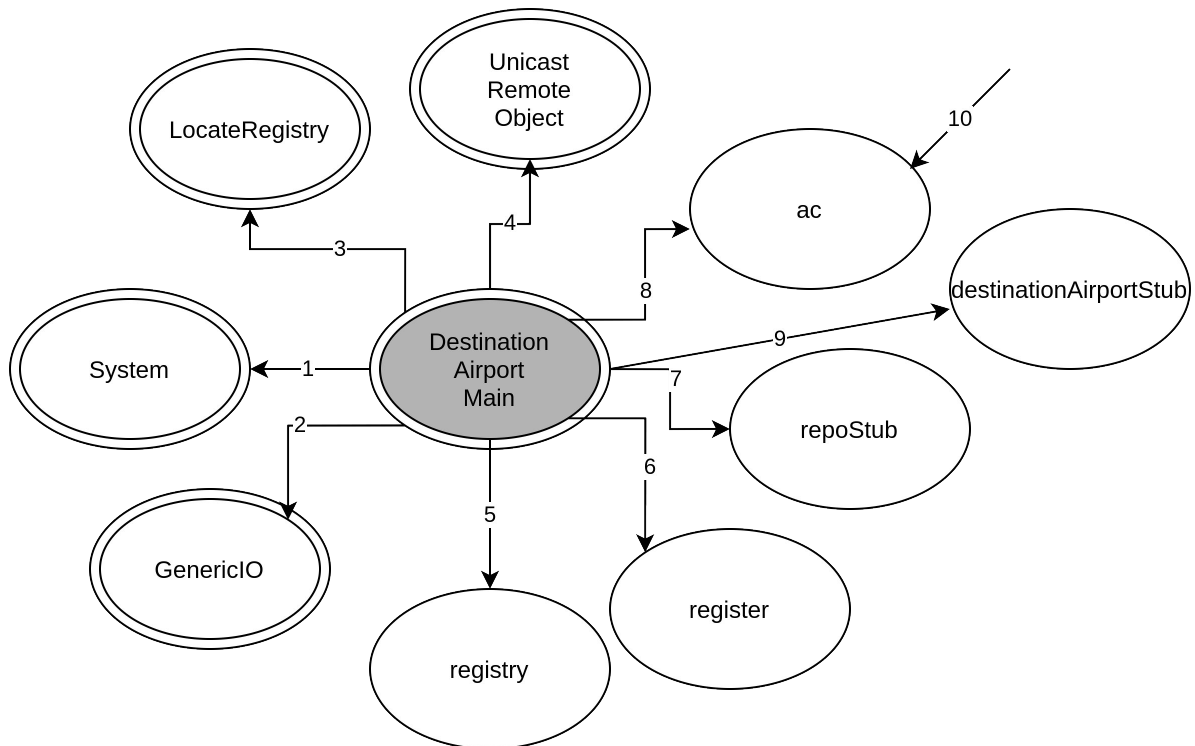 Unicast
Remote
Object
LocateRegistry
10
ac
4
3
8
destinationAirportStub
9
Destination
Airport
Main
System
1
7
2
repoStub
6
5
GenericIO
register
registry